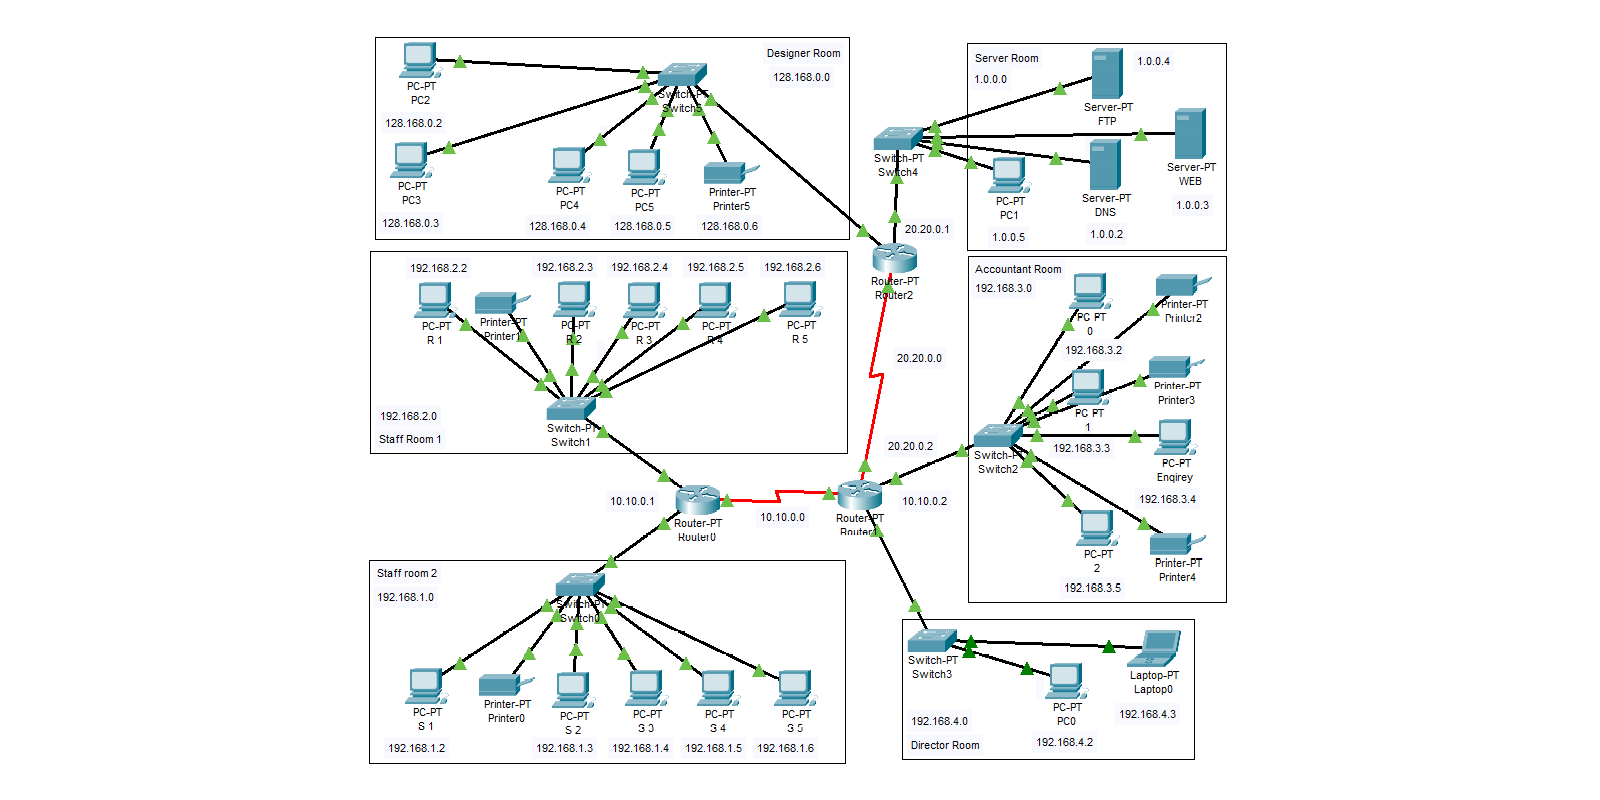 Designer Room
128.168.0.0
PC-PT
PC2
128.168.0.2
Switch-PT
Switch5
PC-PT
PC3
128.168.0.3
PC-PT
PC4
128.168.0.4
PC-PT
PC5
128.168.0.5
Printer-PT
Printer5
128.168.0.6
Server Room
1.0.0.0
1.0.0.4
Server-PT
FTP
Switch-PT
Switch4
Server-PT
WEB
1.0.0.3
PC-PT
PC1
1.0.0.5
Server-PT
DNS
1.0.0.2
20.20.0.1
Router-PT
Router2
20.20.0.0
20.20.0.2
192.168.2.2
192.168.2.3
192.168.2.4
192.168.2.5
192.168.2.6
PC-PT
R 1
Printer-PT
Printer1
PC-PT
R 2
PC-PT
R 3
PC-PT
R 4
PC-PT
R 5
192.168.2.0
Staff Room 1
Switch-PT
Switch1
Accountant Room
192.168.3.0
PC-PT
0
192.168.3.2
Printer-PT
Printer2
PC-PT
1
192.168.3.3
Printer-PT
Printer3
Switch-PT
Switch2
PC-PT
Enqirey
192.168.3.4
PC-PT
2
192.168.3.5
Printer-PT
Printer4
10.10.0.1
Router-PT
Router0
10.10.0.0
Router-PT
Router1
10.10.0.2
Staff room 2
192.168.1.0
Switch-PT
Switch0
PC-PT
S 1
192.168.1.2
Printer-PT
Printer0
PC-PT
S 2
192.168.1.3
PC-PT
S 3
192.168.1.4
PC-PT
S 4
192.168.1.5
PC-PT
S 5
192.168.1.6
Switch-PT
Switch3
PC-PT
PC0
192.168.4.2
Laptop-PT
Laptop0
192.168.4.3
192.168.4.0
Director Room